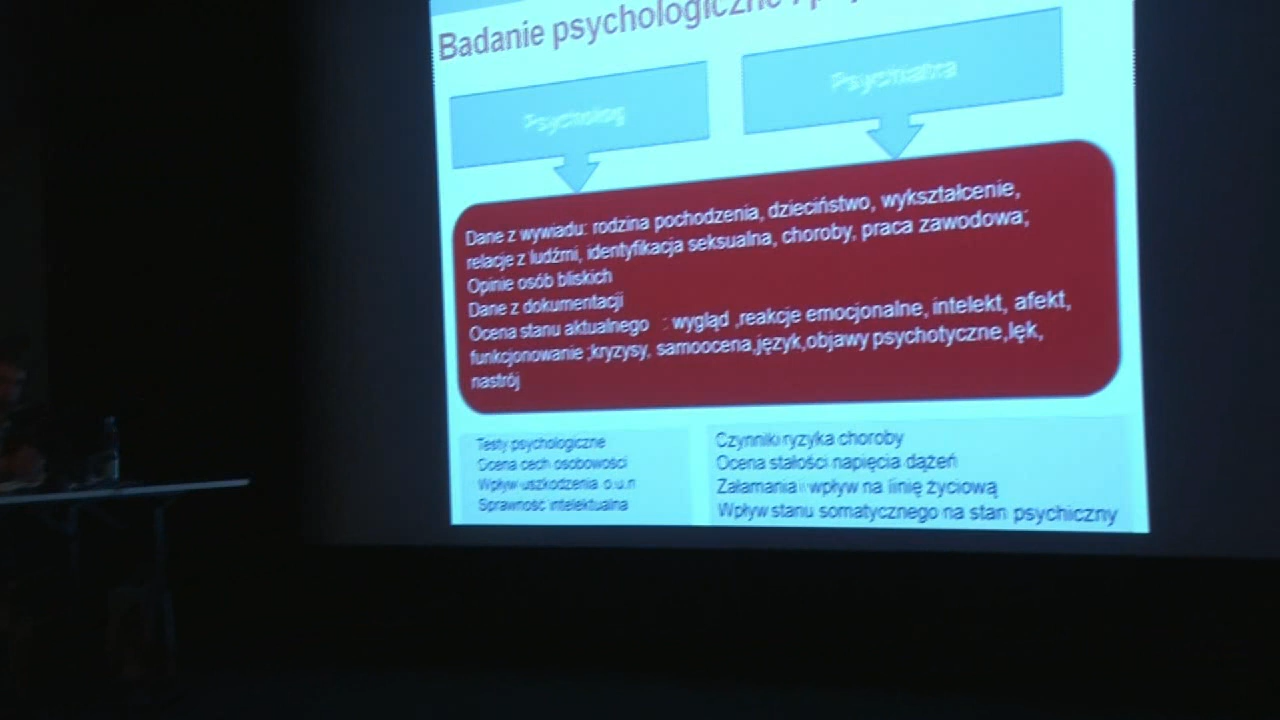 Badanie psychologiczne /
Psycholog
Psychiatra
Dane z wywiadu: rodzina pochodzenia, dzieciństwo, wykształcenie,
relacje z ludźmi, identyfikacja seksualna, choroby, praca zawodowa;
Opinie osób bliskich
Dane z dokumentacji
Ocena stanu aktualnego : wygląd ,reakcje emocjonalne, intelekt, afekt,
funkcjonowanie ;kryzysy, samoocena,język,objawy psychotyczne,lęk,
nastrój
Testy psychologiczne
Ocena cech osobowości
Wpływ uszkodzenia o.u.n
Sprawność intelektualna
Czynniki ryzyka choroby
Ocena stałości napięcia dążeń
Załamania i wpływ na linię życiową
Wpływ stanu somatycznego na stan psychiczny